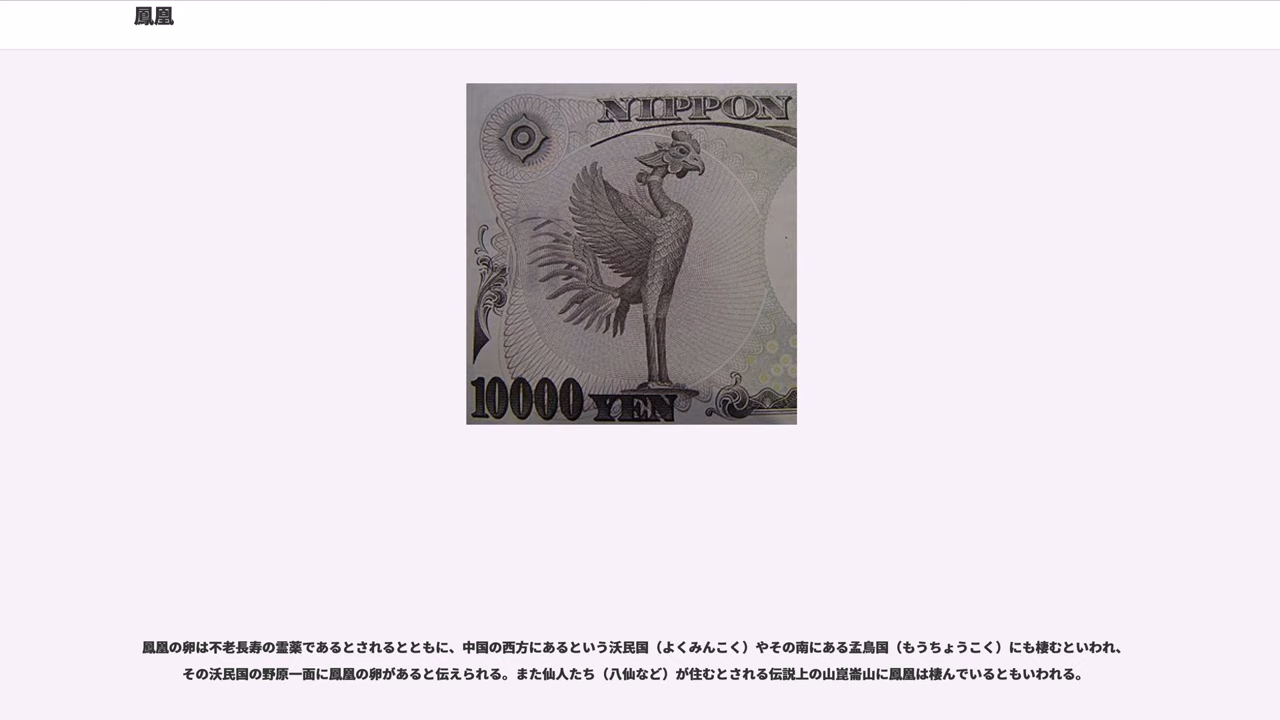 鳳凰
NIPPON
10000 YEN
鳳凰の卵は不老長寿の霊薬であるとされるとともに、中国の西方にあるという沃民国（よくみんこく）やその南にある孟鳥国（もうちょうこく）にも棲むといわれ、
その沃民国の野原一面に鳳凰の卵があると伝えられる。また仙人たち（八仙など）が住むとされる伝説上の山崑崙山に鳳凰は棲んでいるともいわれる。